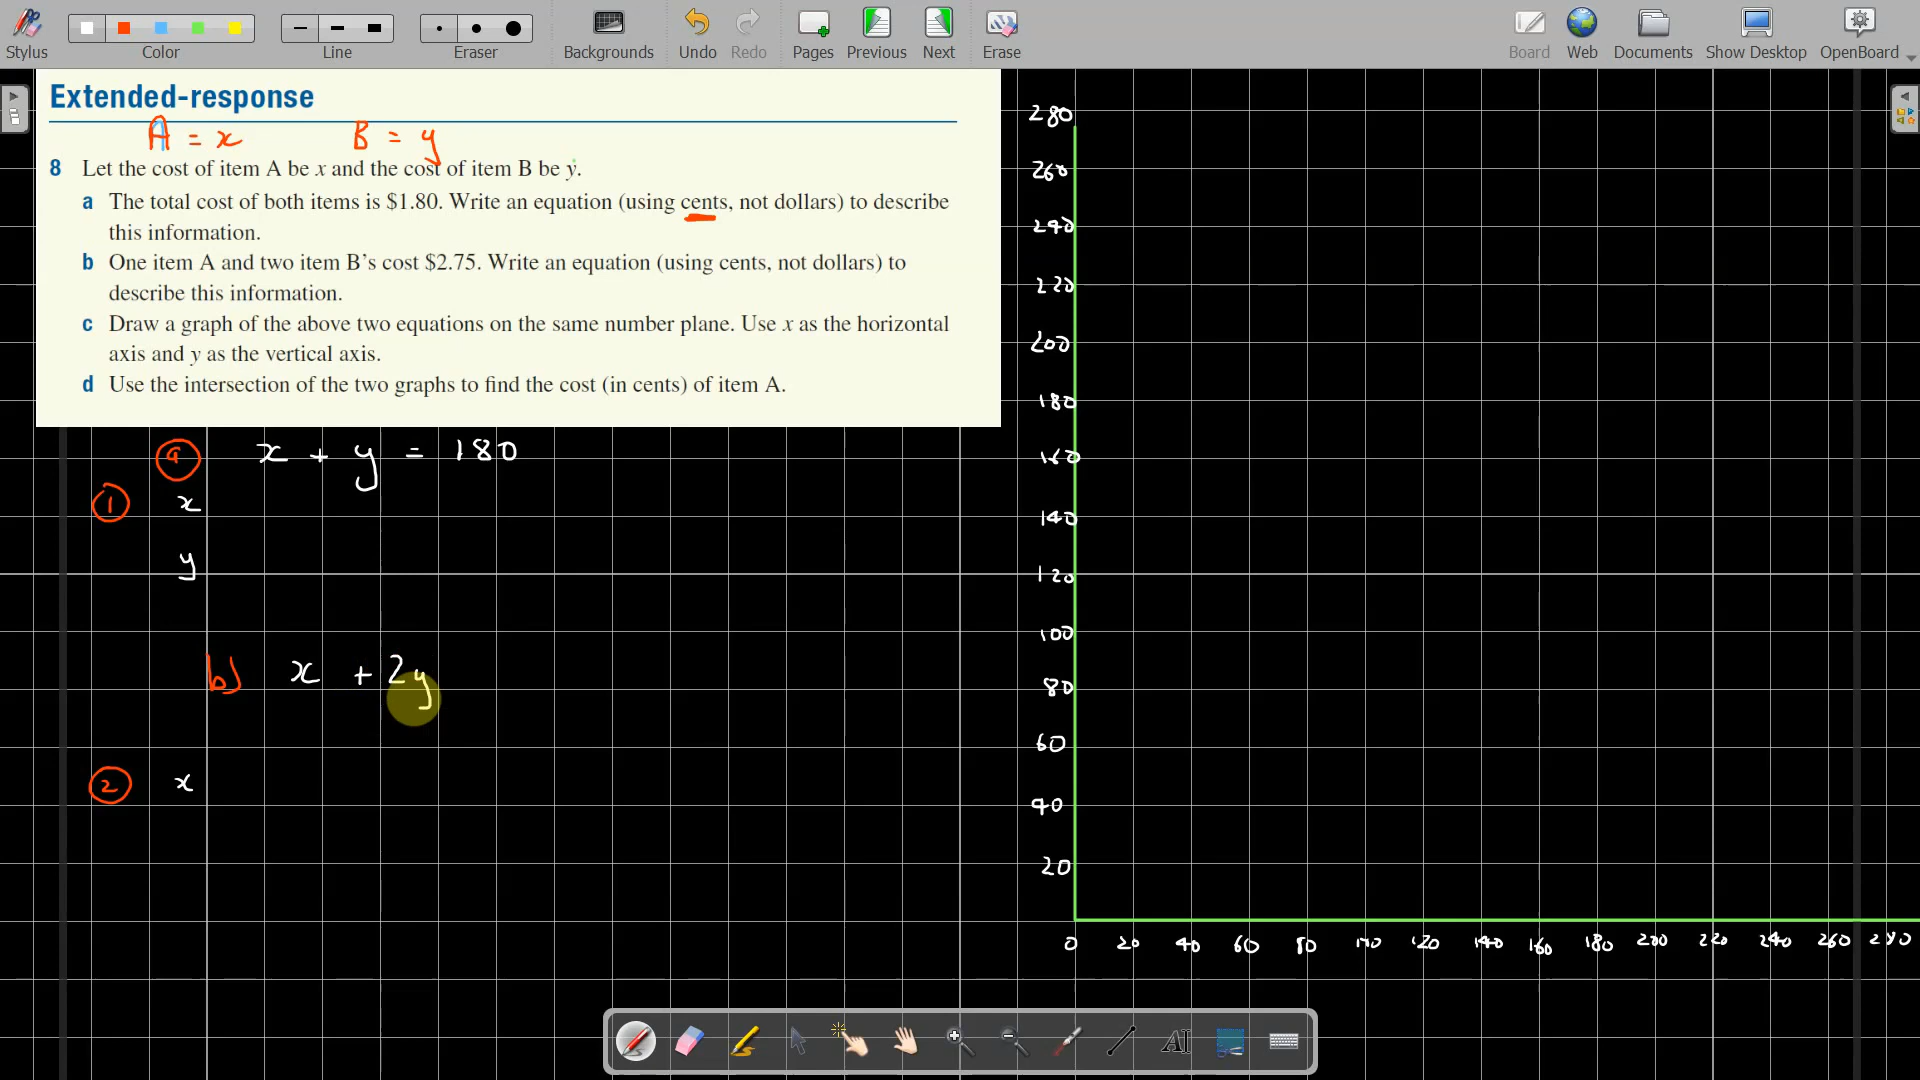 Stylus Color Line Eraser Backgrounds Undo Redo Pages Previous Next Erase Board Web Documents Show Desktop OpenBoard
Extended-response
A = x B = y
8 Let the cost of item A be x and the cost of item B be y.
a The total cost of both items is $1.80. Write an equation (using cents, not dollars) to describe
this information.
b One item A and two item B's cost $2.75. Write an equation (using cents, not dollars) to
describe this information.
c Draw a graph of the above two equations on the same number plane. Use x as the horizontal
axis and y as the vertical axis.
d Use the intersection of the two graphs to find the cost (in cents) of item A.
a x + y = 180
1 x
y
b) x + 2y
2 x
280
260
240
220
200
180
160
140
120
100
80
60
40
20
0 20 40 60 80 100 120 140 160 180 200 220 240 260 280
AI